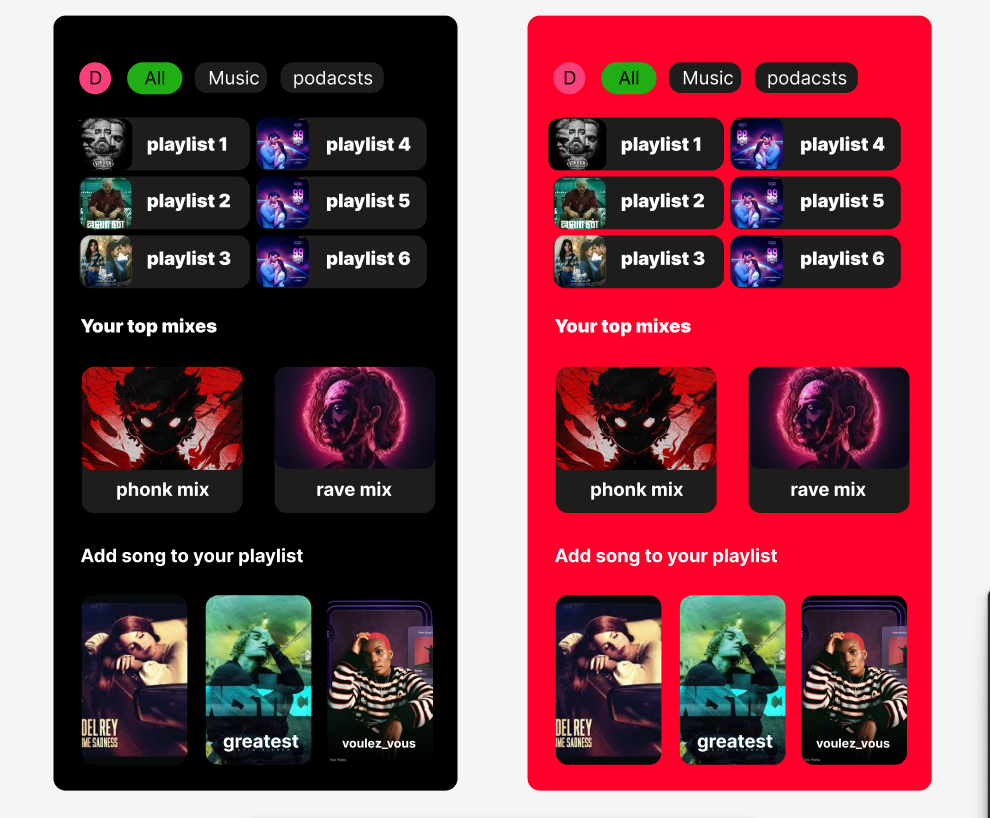 D All Music podacsts
playlist 1 playlist 4
playlist 2 playlist 5
playlist 3 playlist 6
Your top mixes
phonk mix rave mix
Add song to your playlist
DEL REY
IME SADNESS
greatest
voulez_vous
D All Music podacsts
playlist 1 playlist 4
playlist 2 playlist 5
playlist 3 playlist 6
Your top mixes
phonk mix rave mix
Add song to your playlist
DEL REY
IME SADNESS
greatest
voulez_vous